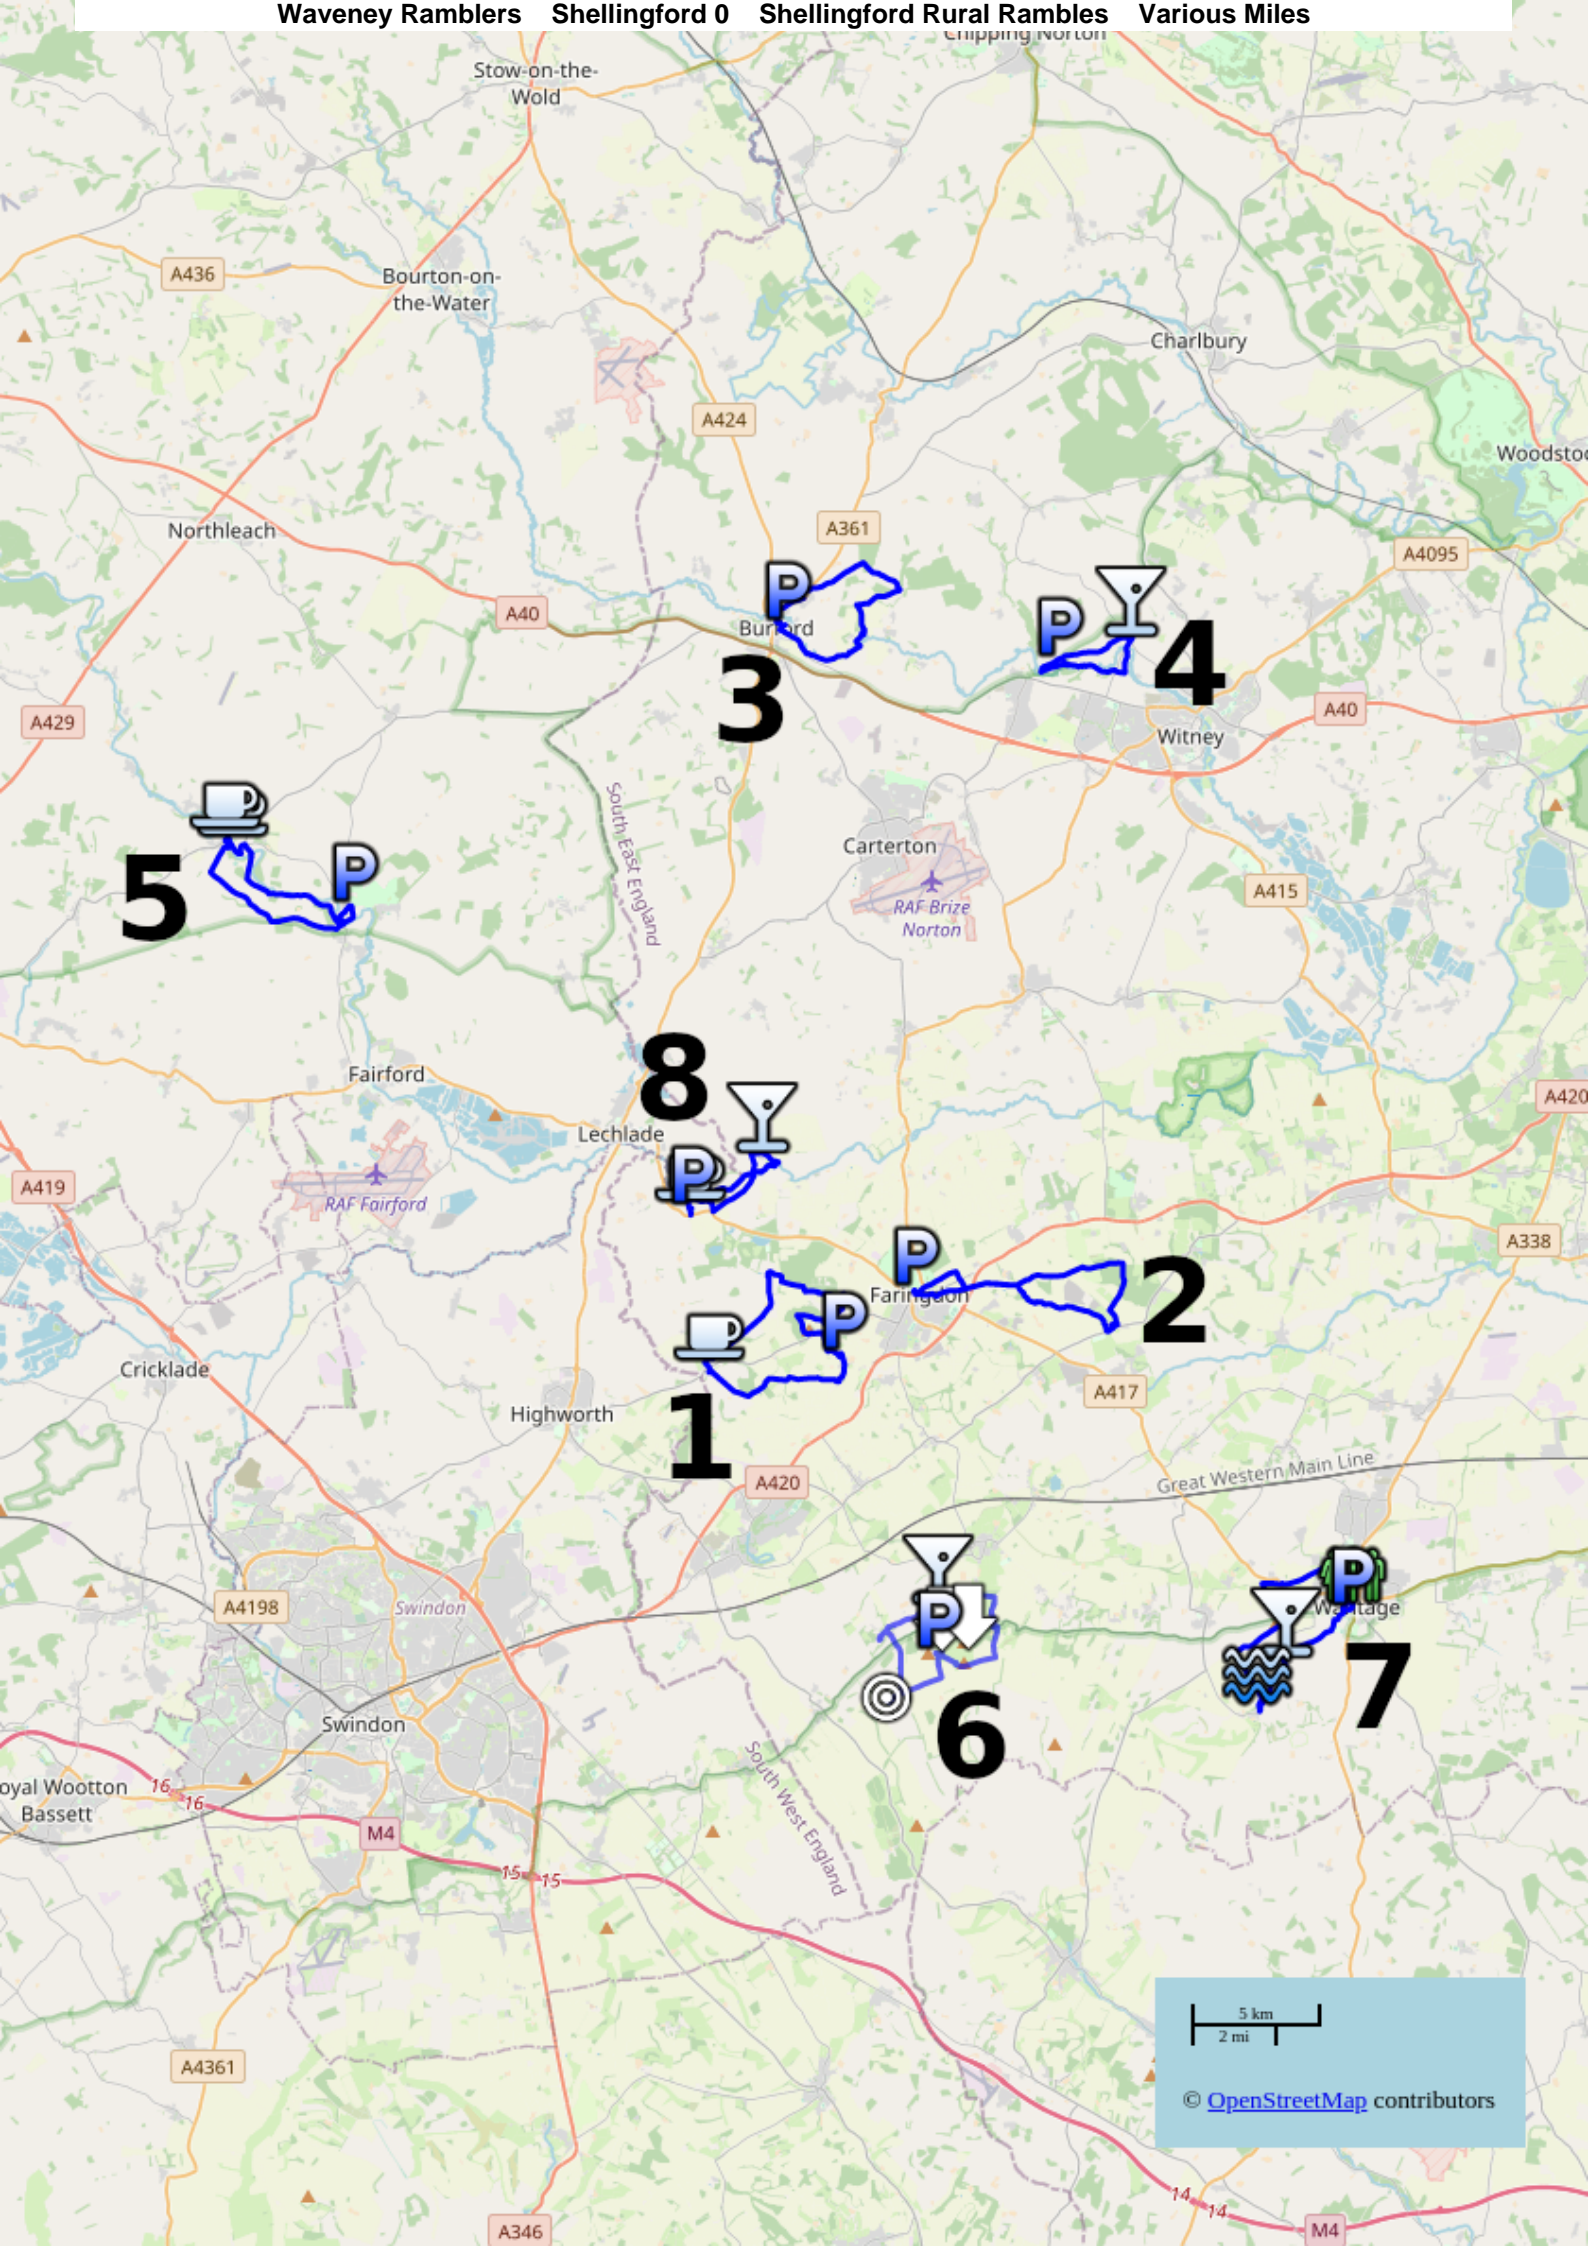 Waveney Ramblers Shellingford 0 Shellingford Rural Rambles Various Miles
Chipping Norton
Stow-on-the-
Wold
A436
Bourton-on-
the-Water
Charlbury
A424
Woodstoc
Northleach
A361
A4095
P
A40
Burford
P
4
3
A429
A40
Witney
South East England
Carterton
P
5
A415
RAF Brize
Norton
8
Fairford
A420
Lechlade
P
A419
RAF Fairford
P
A338
2
Faringdon
P
Cricklade
A417
Highworth
1
A420
Great Western Main Line
P
A4198
Swindon
Wantage
P
7
6
Swindon
South West England
oyal Wootton
Bassett
16
16
M4
15
15
5 km
2 mi
A4361
© OpenStreetMap contributors
14
14
A346
M4